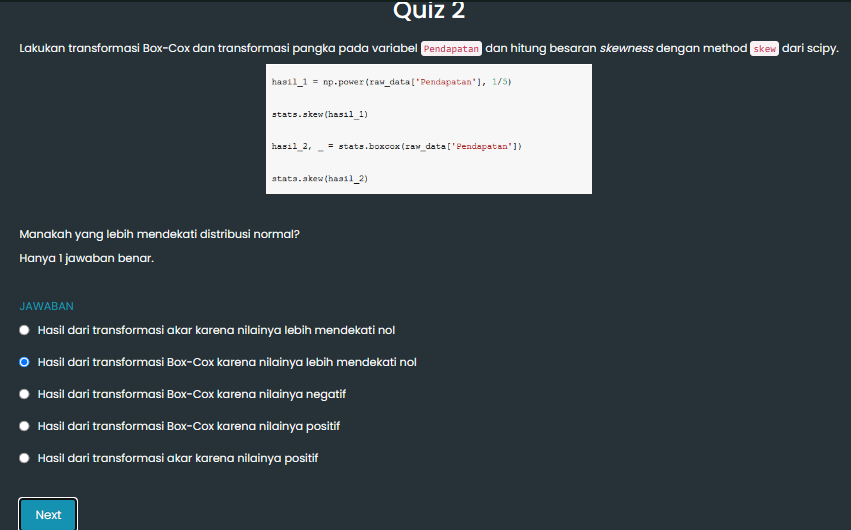 Quiz 2
Lakukan transformasi Box-Cox dan transformasi pangka pada variabel Pendapatan dan hitung besaran skewness dengan method skew dari scipy.
hasil_1 = np.power(raw_data['Pendapatan'], 1/5)
stats.skew(hasil_1)
hasil_2, _ = stats.boxcox(raw_data['Pendapatan'])
stats.skew(hasil_2)
Manakah yang lebih mendekati distribusi normal?
Hanya 1 jawaban benar.
JAWABAN
Hasil dari transformasi akar karena nilainya lebih mendekati nol
Hasil dari transformasi Box-Cox karena nilainya lebih mendekati nol
Hasil dari transformasi Box-Cox karena nilainya negatif
Hasil dari transformasi Box-Cox karena nilainya positif
Hasil dari transformasi akar karena nilainya positif
Next